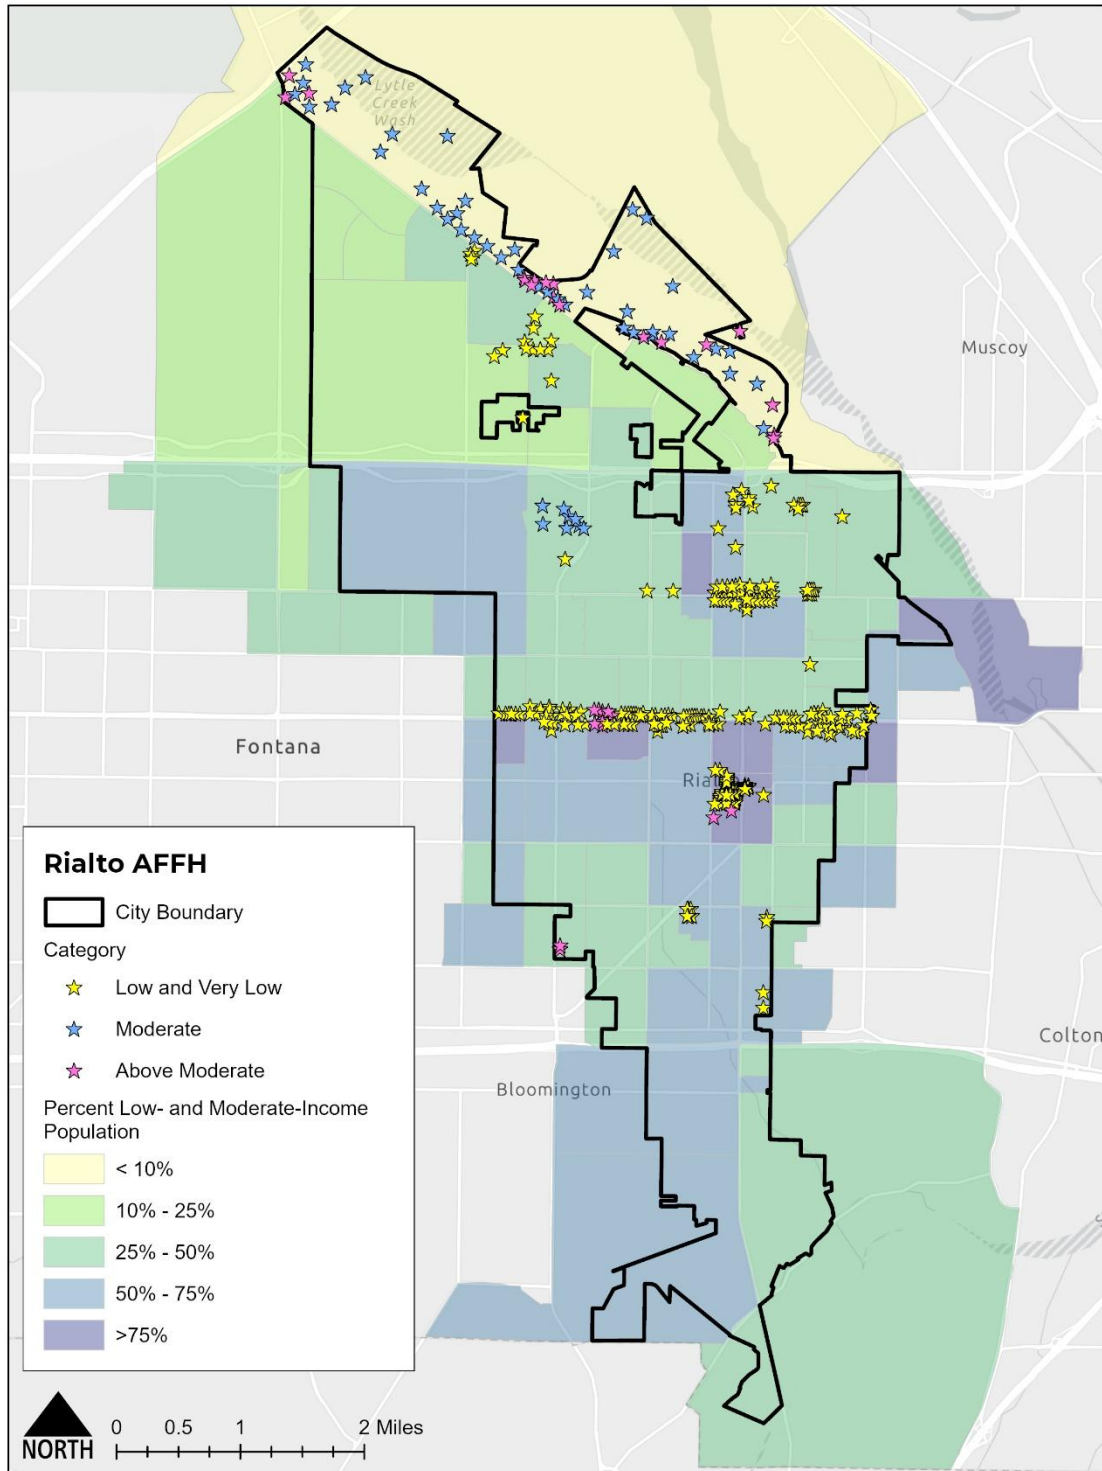 Lytle
Creek
Wash
Muscoy
Fontana
Colton
Bloomington
Rialto AFFH
City Boundary
Category
Low and Very Low
Moderate
Above Moderate
Percent Low- and Moderate-Income
Population
< 10%
10% - 25%
25% - 50%
50% - 75%
>75%
NORTH
0 0.5 1 2 Miles